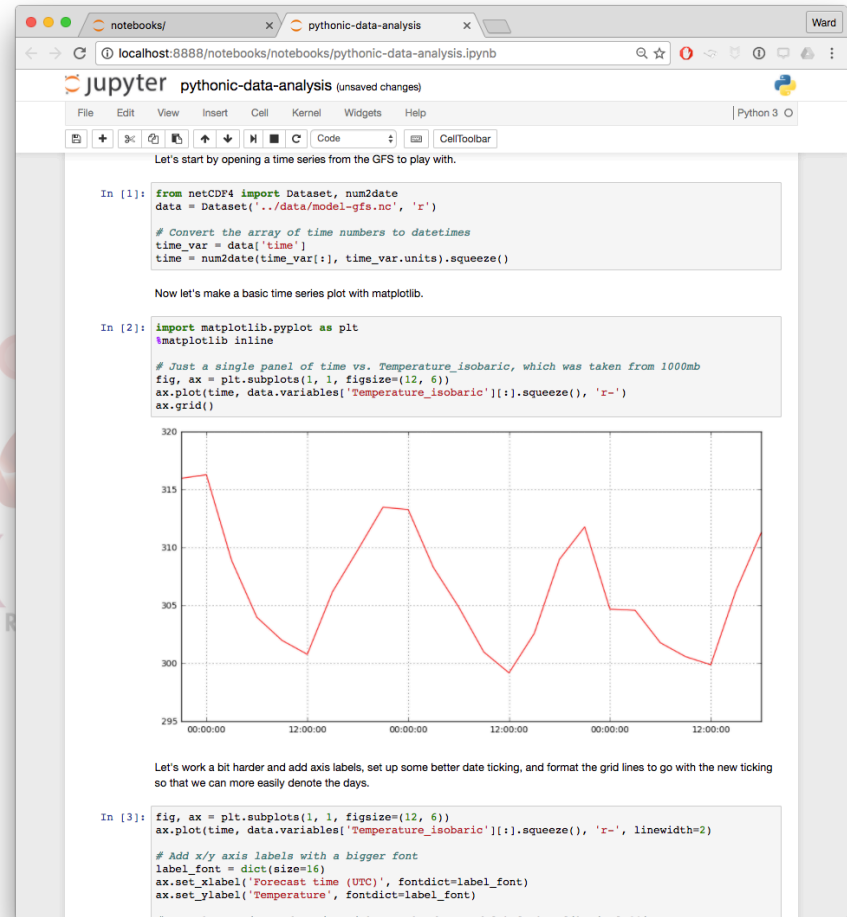 notebooks/
pythonic-data-analysis
Ward
localhost:8888/notebooks/notebooks/pythonic-data-analysis.ipynb
jupyter pythonic-data-analysis (unsaved changes)
File Edit View Insert Cell Kernel Widgets Help
Python 3
Code
CellToolbar
Let's start by opening a time series from the GFS to play with.
In [1]: from netCDF4 import Dataset, num2date
data = Dataset('../data/model-gfs.nc', 'r')
# Convert the array of time numbers to datetimes
time_var = data['time']
time = num2date(time_var[:], time_var.units).squeeze()
Now let's make a basic time series plot with matplotlib.
In [2]: import matplotlib.pyplot as plt
%matplotlib inline
# Just a single panel of time vs. Temperature_isobaric, which was taken from 1000mb
fig, ax = plt.subplots(1, 1, figsize=(12, 6))
ax.plot(time, data.variables['Temperature_isobaric'][:].squeeze(), 'r-')
ax.grid()
320
315
310
305
300
295
00:00:00 12:00:00 00:00:00 12:00:00 00:00:00 12:00:00
Let's work a bit harder and add axis labels, set up some better date ticking, and format the grid lines to go with the new ticking
so that we can more easily denote the days.
In [3]: fig, ax = plt.subplots(1, 1, figsize=(12, 6))
ax.plot(time, data.variables['Temperature_isobaric'][:].squeeze(), 'r-', linewidth=2)
# Add x/y axis labels with a bigger font
label_font = dict(size=16)
ax.set_xlabel('Forecast time (UTC)', fontdict=label_font)
ax.set_ylabel('Temperature', fontdict=label_font)